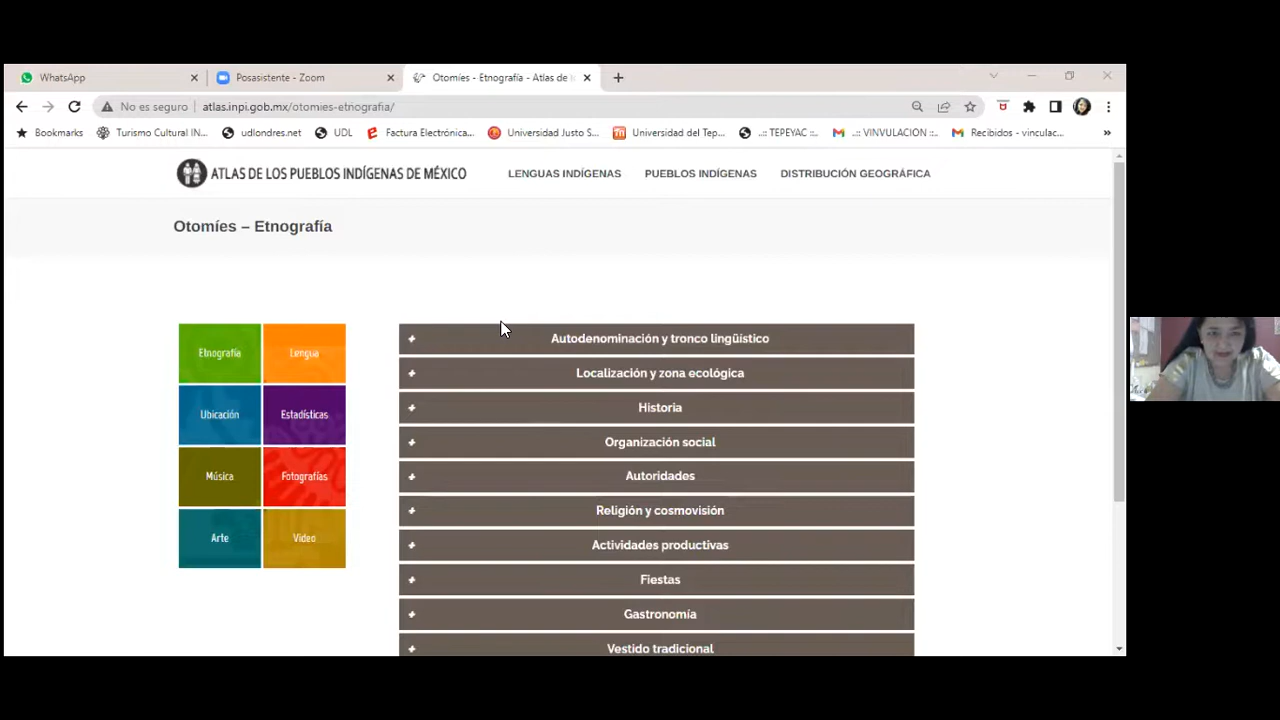 WhatsApp
Posasistente - Zoom
Otomíes - Etnografía - Atlas de
No es seguro
atlas.inpi.gob.mx/otomies-etnografia/
Bookmarks
Turismo Cultural IN...
udlondres.net
UDL
Factura Electrónica...
Universidad Justo S...
Universidad del Tep...
..:: TEPEYAC ::..
..:: VINVULACION ::..
Recibidos - vinculac...
ATLAS DE LOS PUEBLOS INDÍGENAS DE MÉXICO
LENGUAS INDÍGENAS
PUEBLOS INDÍGENAS
DISTRIBUCIÓN GEOGRÁFICA
Otomíes – Etnografía
Etnografía
Lengua
Ubicación
Estadísticas
Música
Fotografías
Arte
Video
Autodenominación y tronco lingüístico
Localización y zona ecológica
Historia
Organización social
Autoridades
Religión y cosmovisión
Actividades productivas
Fiestas
Gastronomía
Vestido tradicional